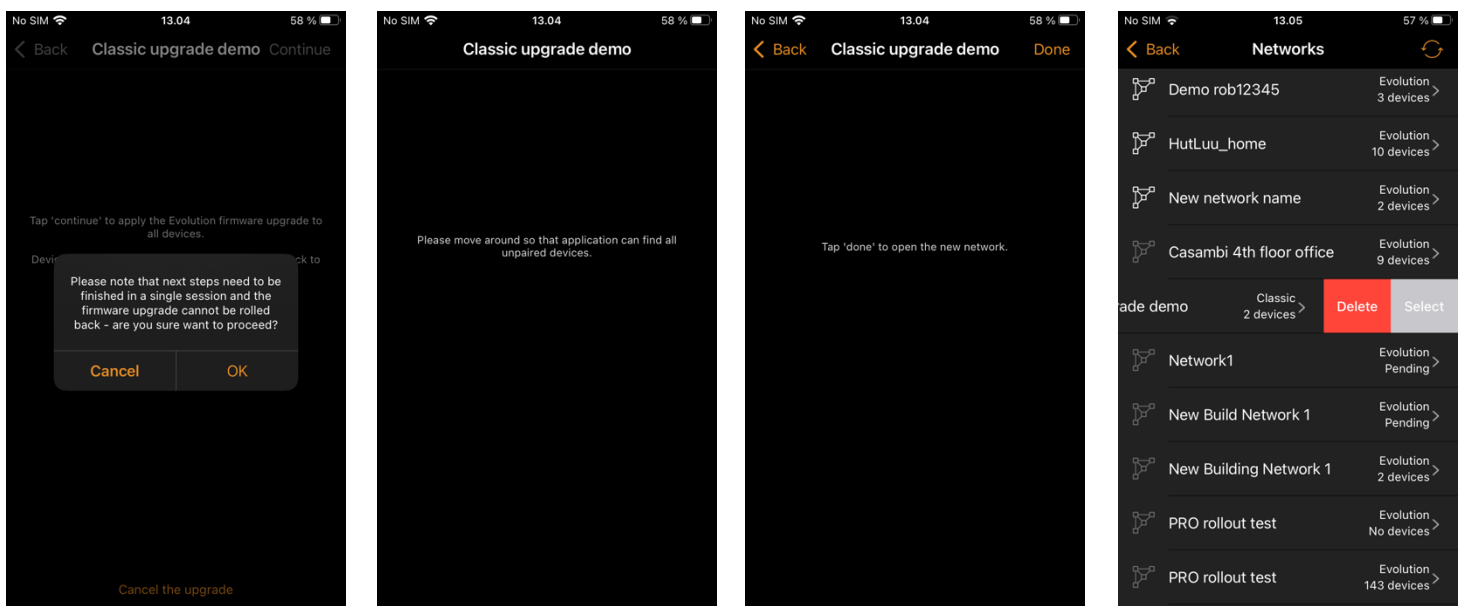 No SIM 13.04 58 %
Back Classic upgrade demo Continue
Tap 'continue' to apply the Evolution firmware upgrade to
all devices.
Devic ck to
Please note that next steps need to be
finished in a single session and the
firmware upgrade cannot be rolled
back - are you sure want to proceed?
Cancel OK
Cancel the upgrade
No SIM 13.04 58 %
Classic upgrade demo
Please move around so that application can find all
unpaired devices.
No SIM 13.04 58 %
Back Classic upgrade demo Done
Tap 'done' to open the new network.
No SIM 13.05 57 %
Back Networks
Demo rob12345
Evolution
3 devices
HutLuu_home
Evolution
10 devices
New network name
Evolution
2 devices
Casambi 4th floor office
Evolution
9 devices
rade demo
Classic
2 devices
Delete Select
Network1
Evolution
Pending
New Build Network 1
Evolution
Pending
New Building Network 1
Evolution
2 devices
PRO rollout test
Evolution
No devices
PRO rollout test
Evolution
143 devices